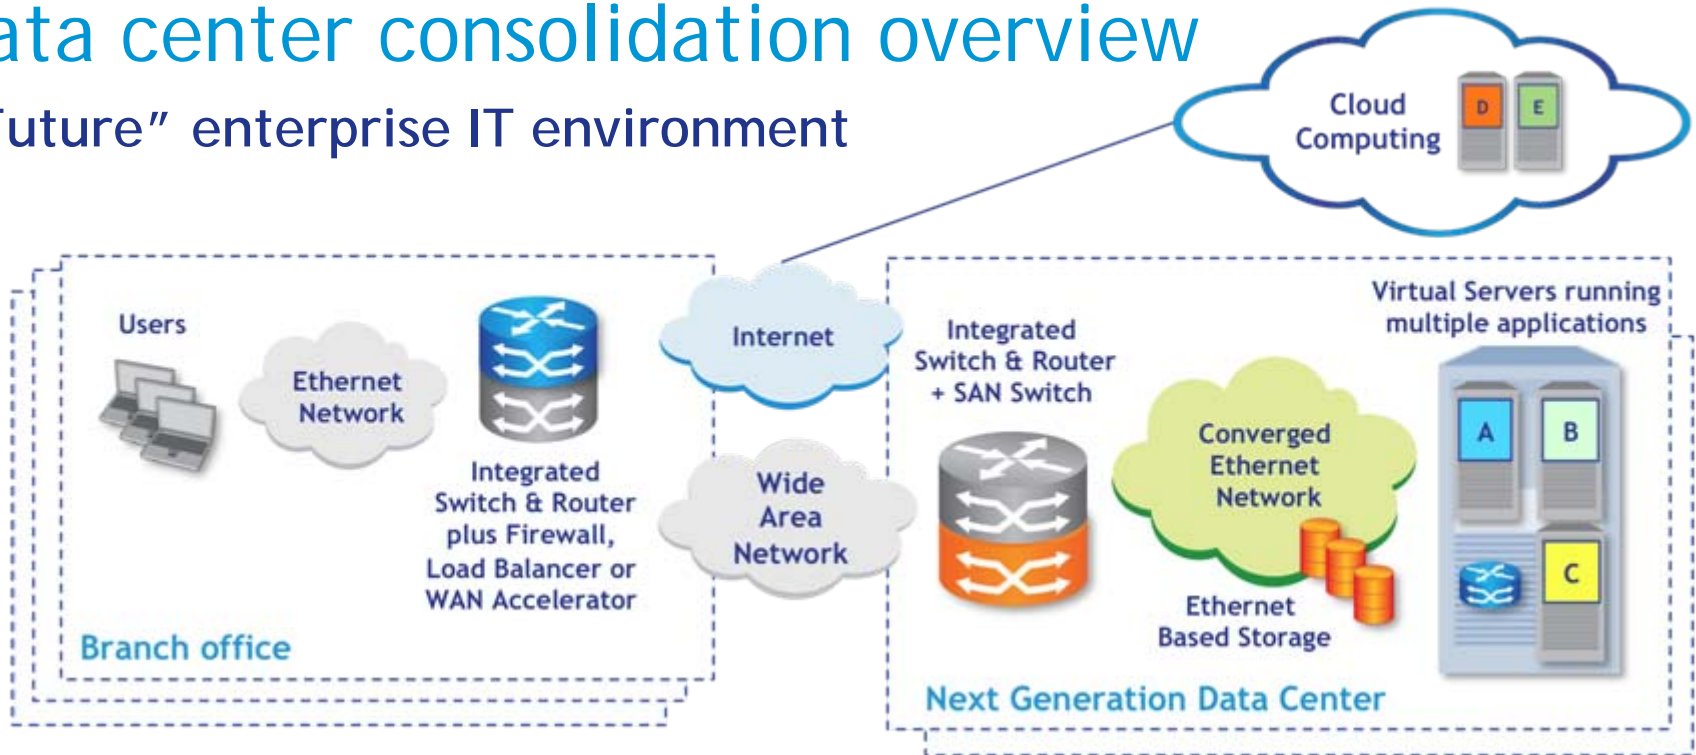 ata center consolidation overview
uture” enterprise IT environment
Cloud
Computing
D
E
Users
Ethernet
Network
Integrated
Switch & Router
plus Firewall,
Load Balancer or
WAN Accelerator
Branch office
Internet
Wide
Area
Network
Integrated
Switch & Router
+ SAN Switch
Converged
Ethernet
Network
Ethernet
Based Storage
Virtual Servers running
multiple applications
A
B
C
Next Generation Data Center